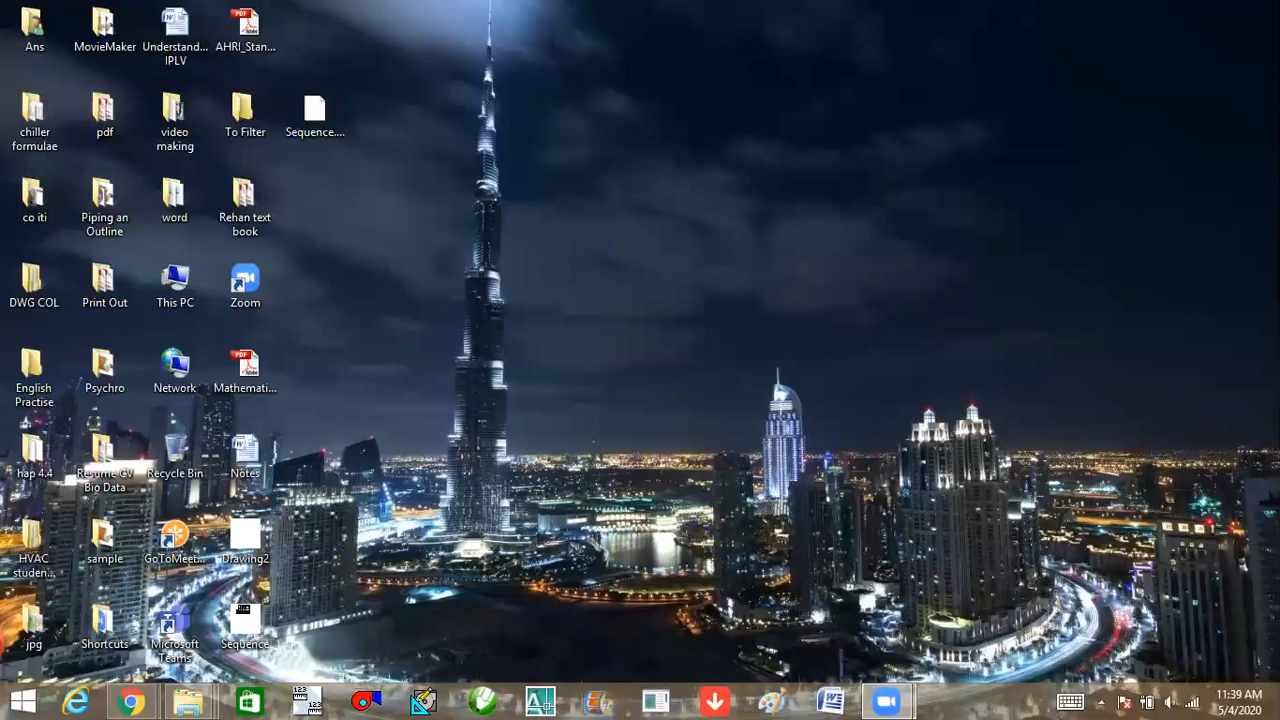 Ans
MovieMaker
Understand...
IPLV
AHRI_Stan...
chiller
formulae
pdf
video
making
To Filter
Sequence....
co iti
Piping an
Outline
word
Rehan text
book
DWG COL
Print Out
This PC
Zoom
English
Practise
Psychro
Network
Mathemati...
hap 4.4
Resume CV
Bio Data
Recycle Bin
Notes
HVAC
studen...
sample
GoToMeet...
Drawing2
jpg
Shortcuts
Microsoft
Teams
Sequence
11:39 AM
5/4/2020